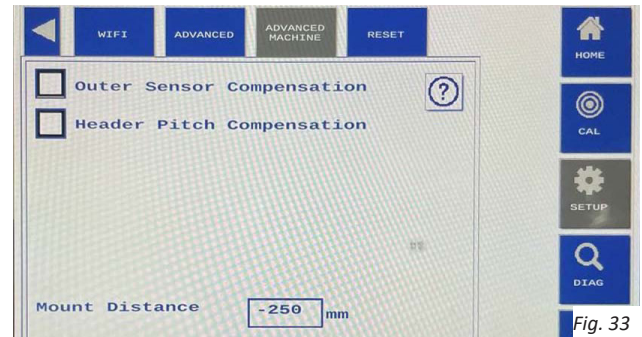 WIFI
ADVANCED
ADVANCED
MACHINE
RESET
HOME
Outer Sensor Compensation
?
Header Pitch Compensation
CAL
SETUP
DIAG
Mount Distance -250 mm
Fig. 33